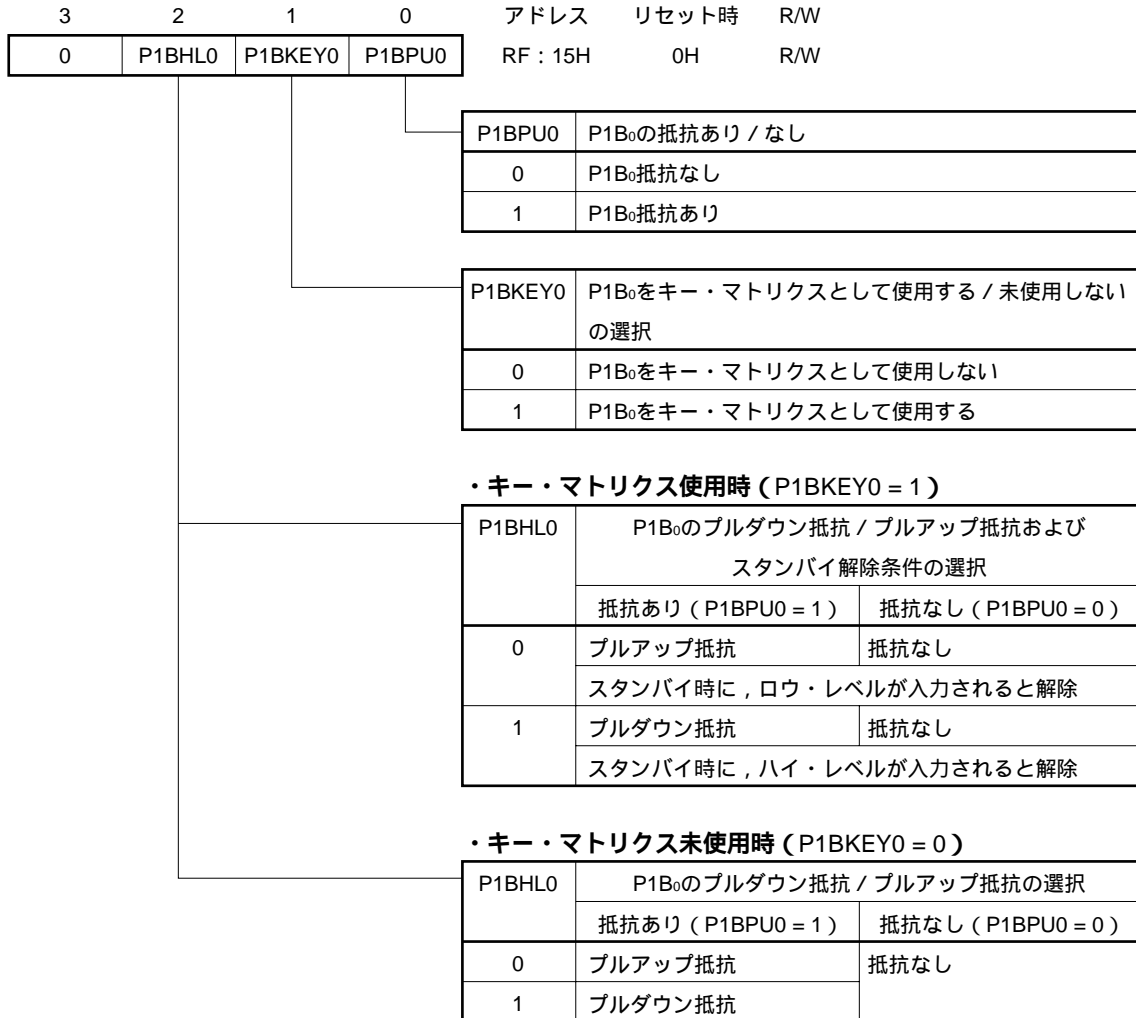 3 2 1 0 アドレス リセット時 R/W
0 P1BHL0 P1BKEY0 P1BPU0 RF：15H 0H R/W
P1BPU0 P1B₀の抵抗あり／なし
0 P1B₀抵抗なし
1 P1B₀抵抗あり
P1BKEY0 P1B₀をキー・マトリクスとして使用する／未使用しない
の選択
0 P1B₀をキー・マトリクスとして使用しない
1 P1B₀をキー・マトリクスとして使用する
・キー・マトリクス使用時（P1BKEY0 = 1）
P1BHL0 P1B₀のプルダウン抵抗／プルアップ抵抗および
スタンバイ解除条件の選択
抵抗あり（P1BPU0 = 1） 抵抗なし（P1BPU0 = 0）
0 プルアップ抵抗 抵抗なし
スタンバイ時に，ロウ・レベルが入力されると解除
1 プルダウン抵抗 抵抗なし
スタンバイ時に，ハイ・レベルが入力されると解除
・キー・マトリクス未使用時（P1BKEY0 = 0）
P1BHL0 P1B₀のプルダウン抵抗／プルアップ抵抗の選択
抵抗あり（P1BPU0 = 1） 抵抗なし（P1BPU0 = 0）
0 プルアップ抵抗 抵抗なし
1 プルダウン抵抗